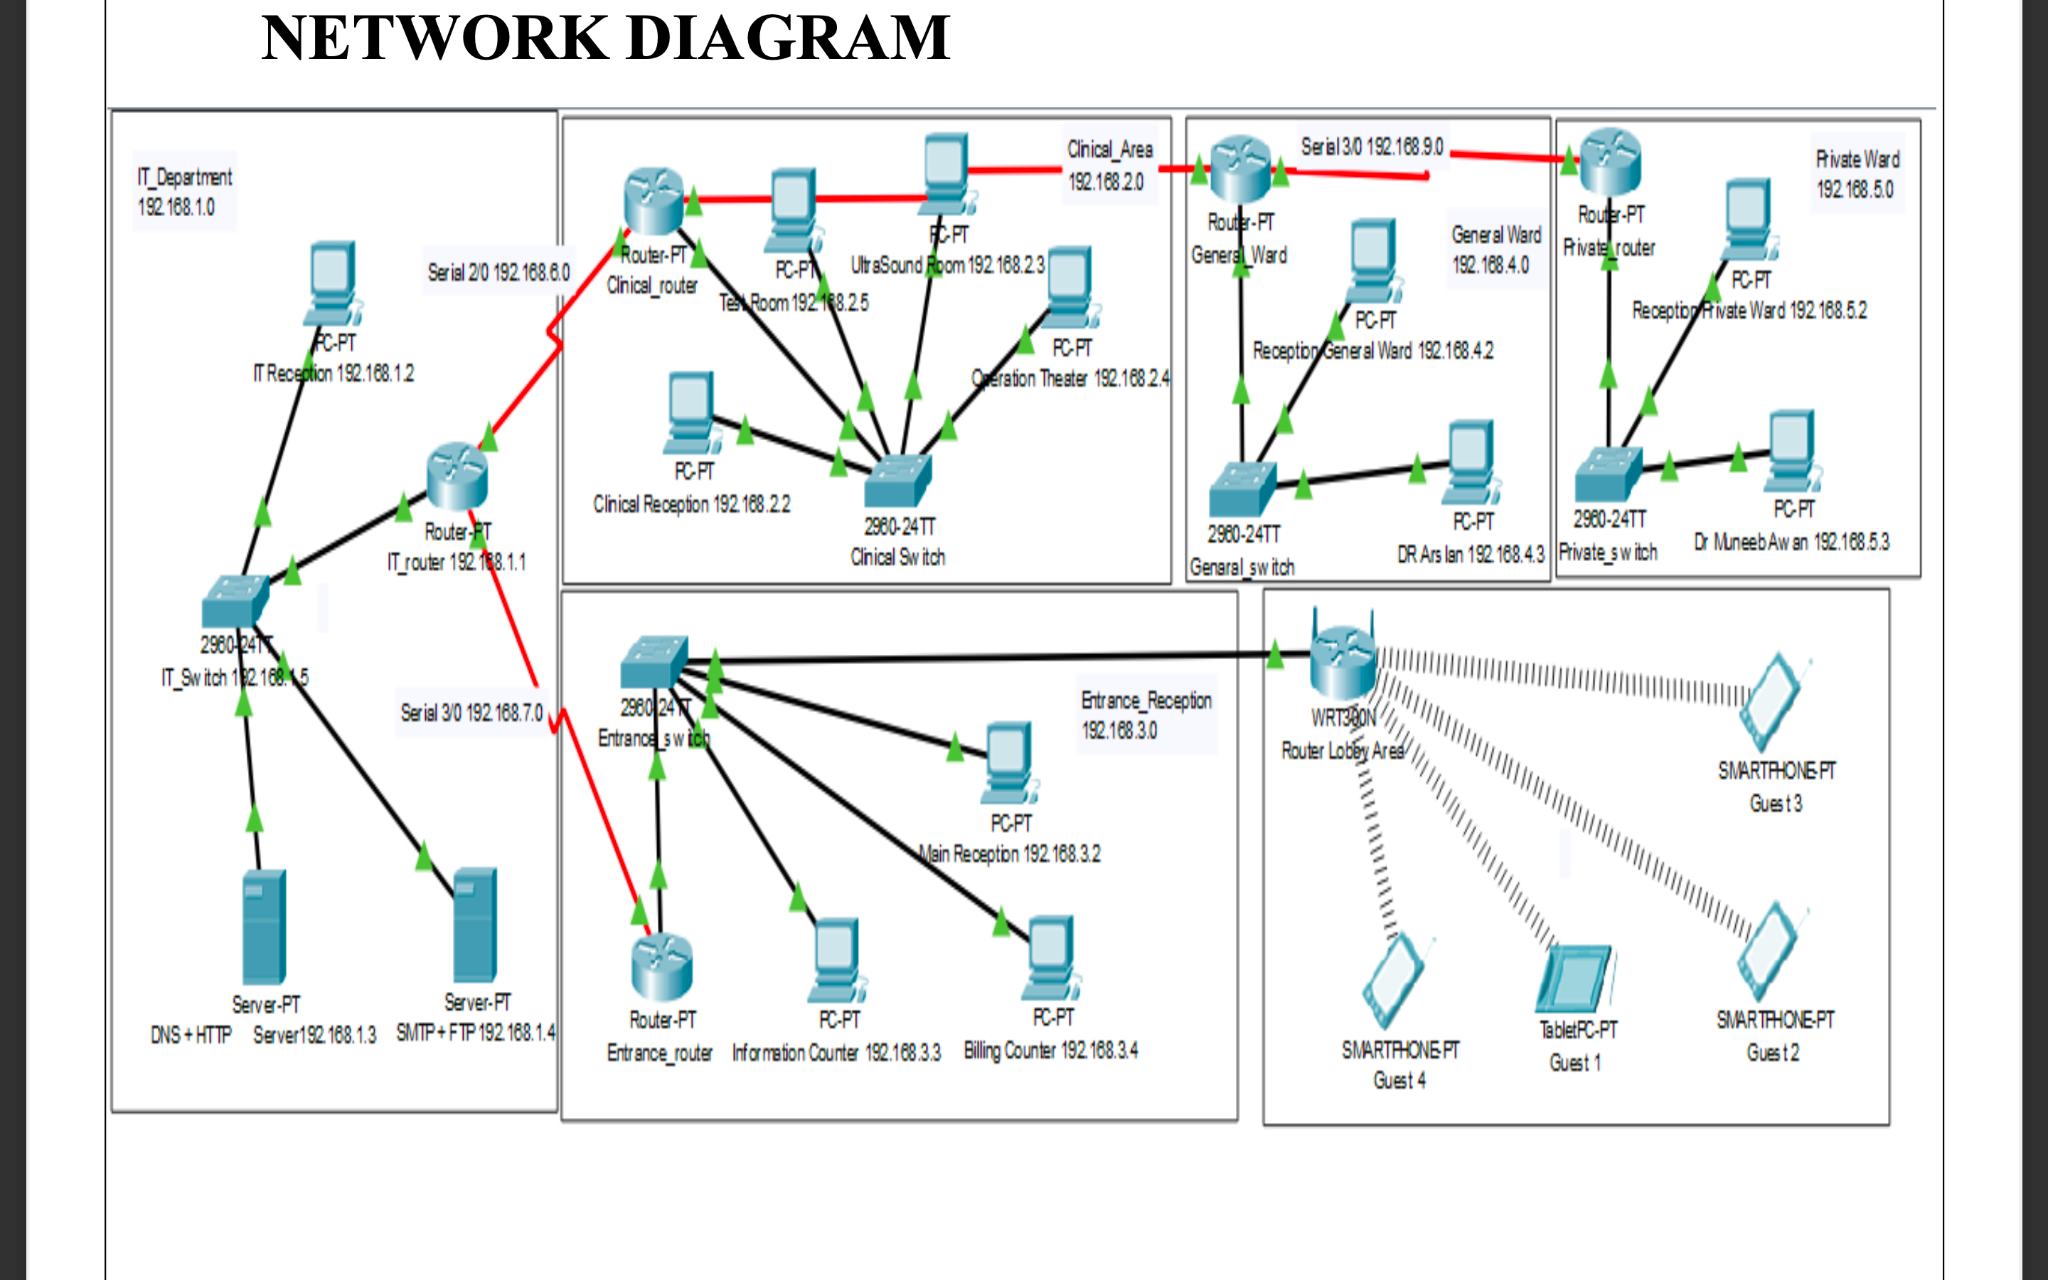 NETWORK DIAGRAM
IT_Department
192.168.1.0
PC-PT
IT Reception 192.168.1.2
Serial 2/0 192.168.6.0
Router-PT
IT_router 192.168.1.1
2960-24TT
IT_Switch 192.168.1.5
Serial 3/0 192.168.7.0
Server-PT
DNS + HTTP Server192.168.1.3
Server-PT
SMTP + FTP 192.168.1.4
Clinical_Area
192.168.2.0
Router-PT
Clinical_router
PC-PT
Test Room 192.168.2.5
PC-PT
UltraSound Room 192.168.2.3
PC-PT
Operation Theater 192.168.2.4
PC-PT
Clinical Reception 192.168.2.2
2960-24TT
Clinical Switch
Serial 3/0 192.168.9.0
Router-PT
General_Ward
General Ward
192.168.4.0
PC-PT
Reception General Ward 192.168.4.2
2960-24TT
Genaral_switch
PC-PT
DR Arslan 192.168.4.3
Private Ward
192.168.5.0
Router-PT
Private_router
PC-PT
Reception Private Ward 192.168.5.2
2960-24TT
Private_switch
PC-PT
Dr Muneeb Awan 192.168.5.3
2960-24TT
Entrance_switch
Entrance_Reception
192.168.3.0
PC-PT
Main Reception 192.168.3.2
Router-PT
Entrance_router
PC-PT
Information Counter 192.168.3.3
PC-PT
Billing Counter 192.168.3.4
WRT300N
Router Lobby Area
SMARTPHONE-PT
Guest 3
SMARTPHONE-PT
Guest 4
TabletPC-PT
Guest 1
SMARTPHONE-PT
Guest 2